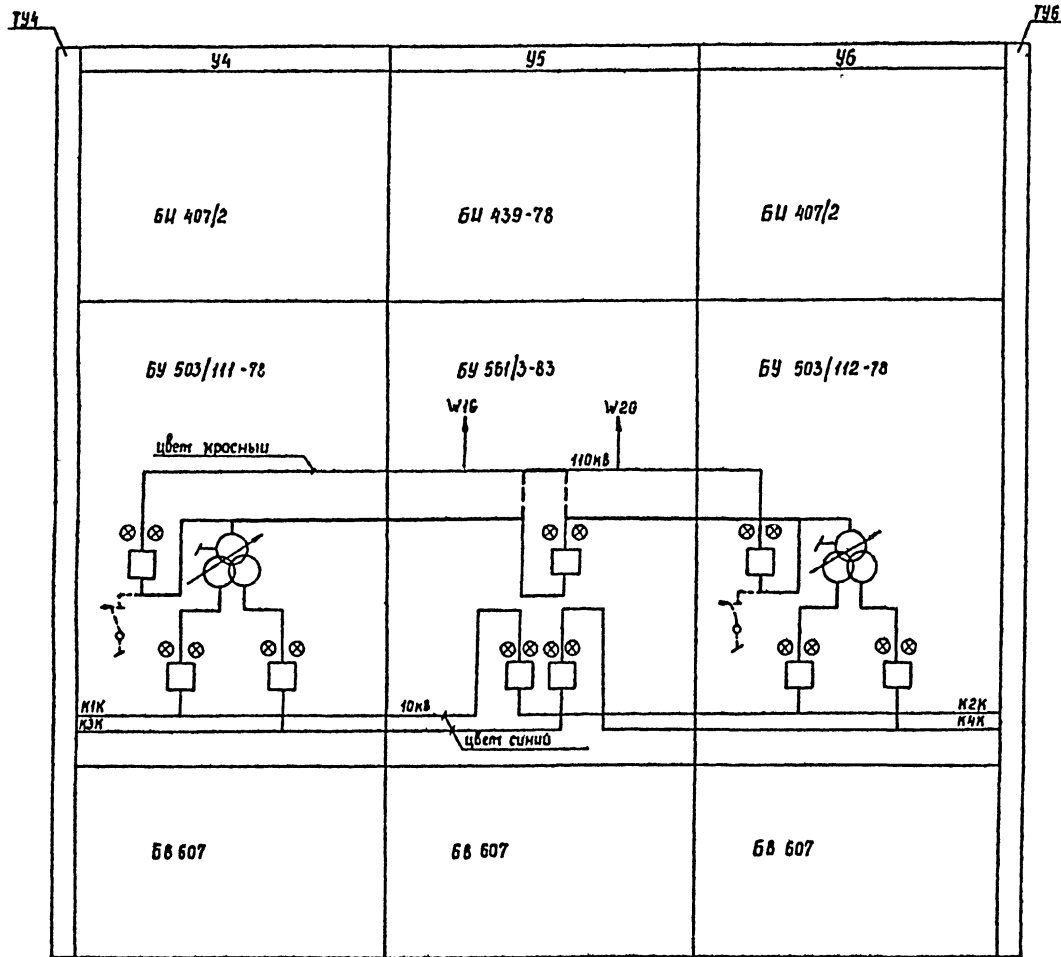 ТУ4
ТУ6
У4
У5
У6
БИ 407/2
БИ 439-78
БИ 407/2
БУ 503/111-78
БУ 561/3-83
БУ 503/112-78
W1G
W2G
цвет красный
110кв
К1К
10кв
К2К
К3К
К4К
цвет синий
БВ 607
БВ 607
БВ 607